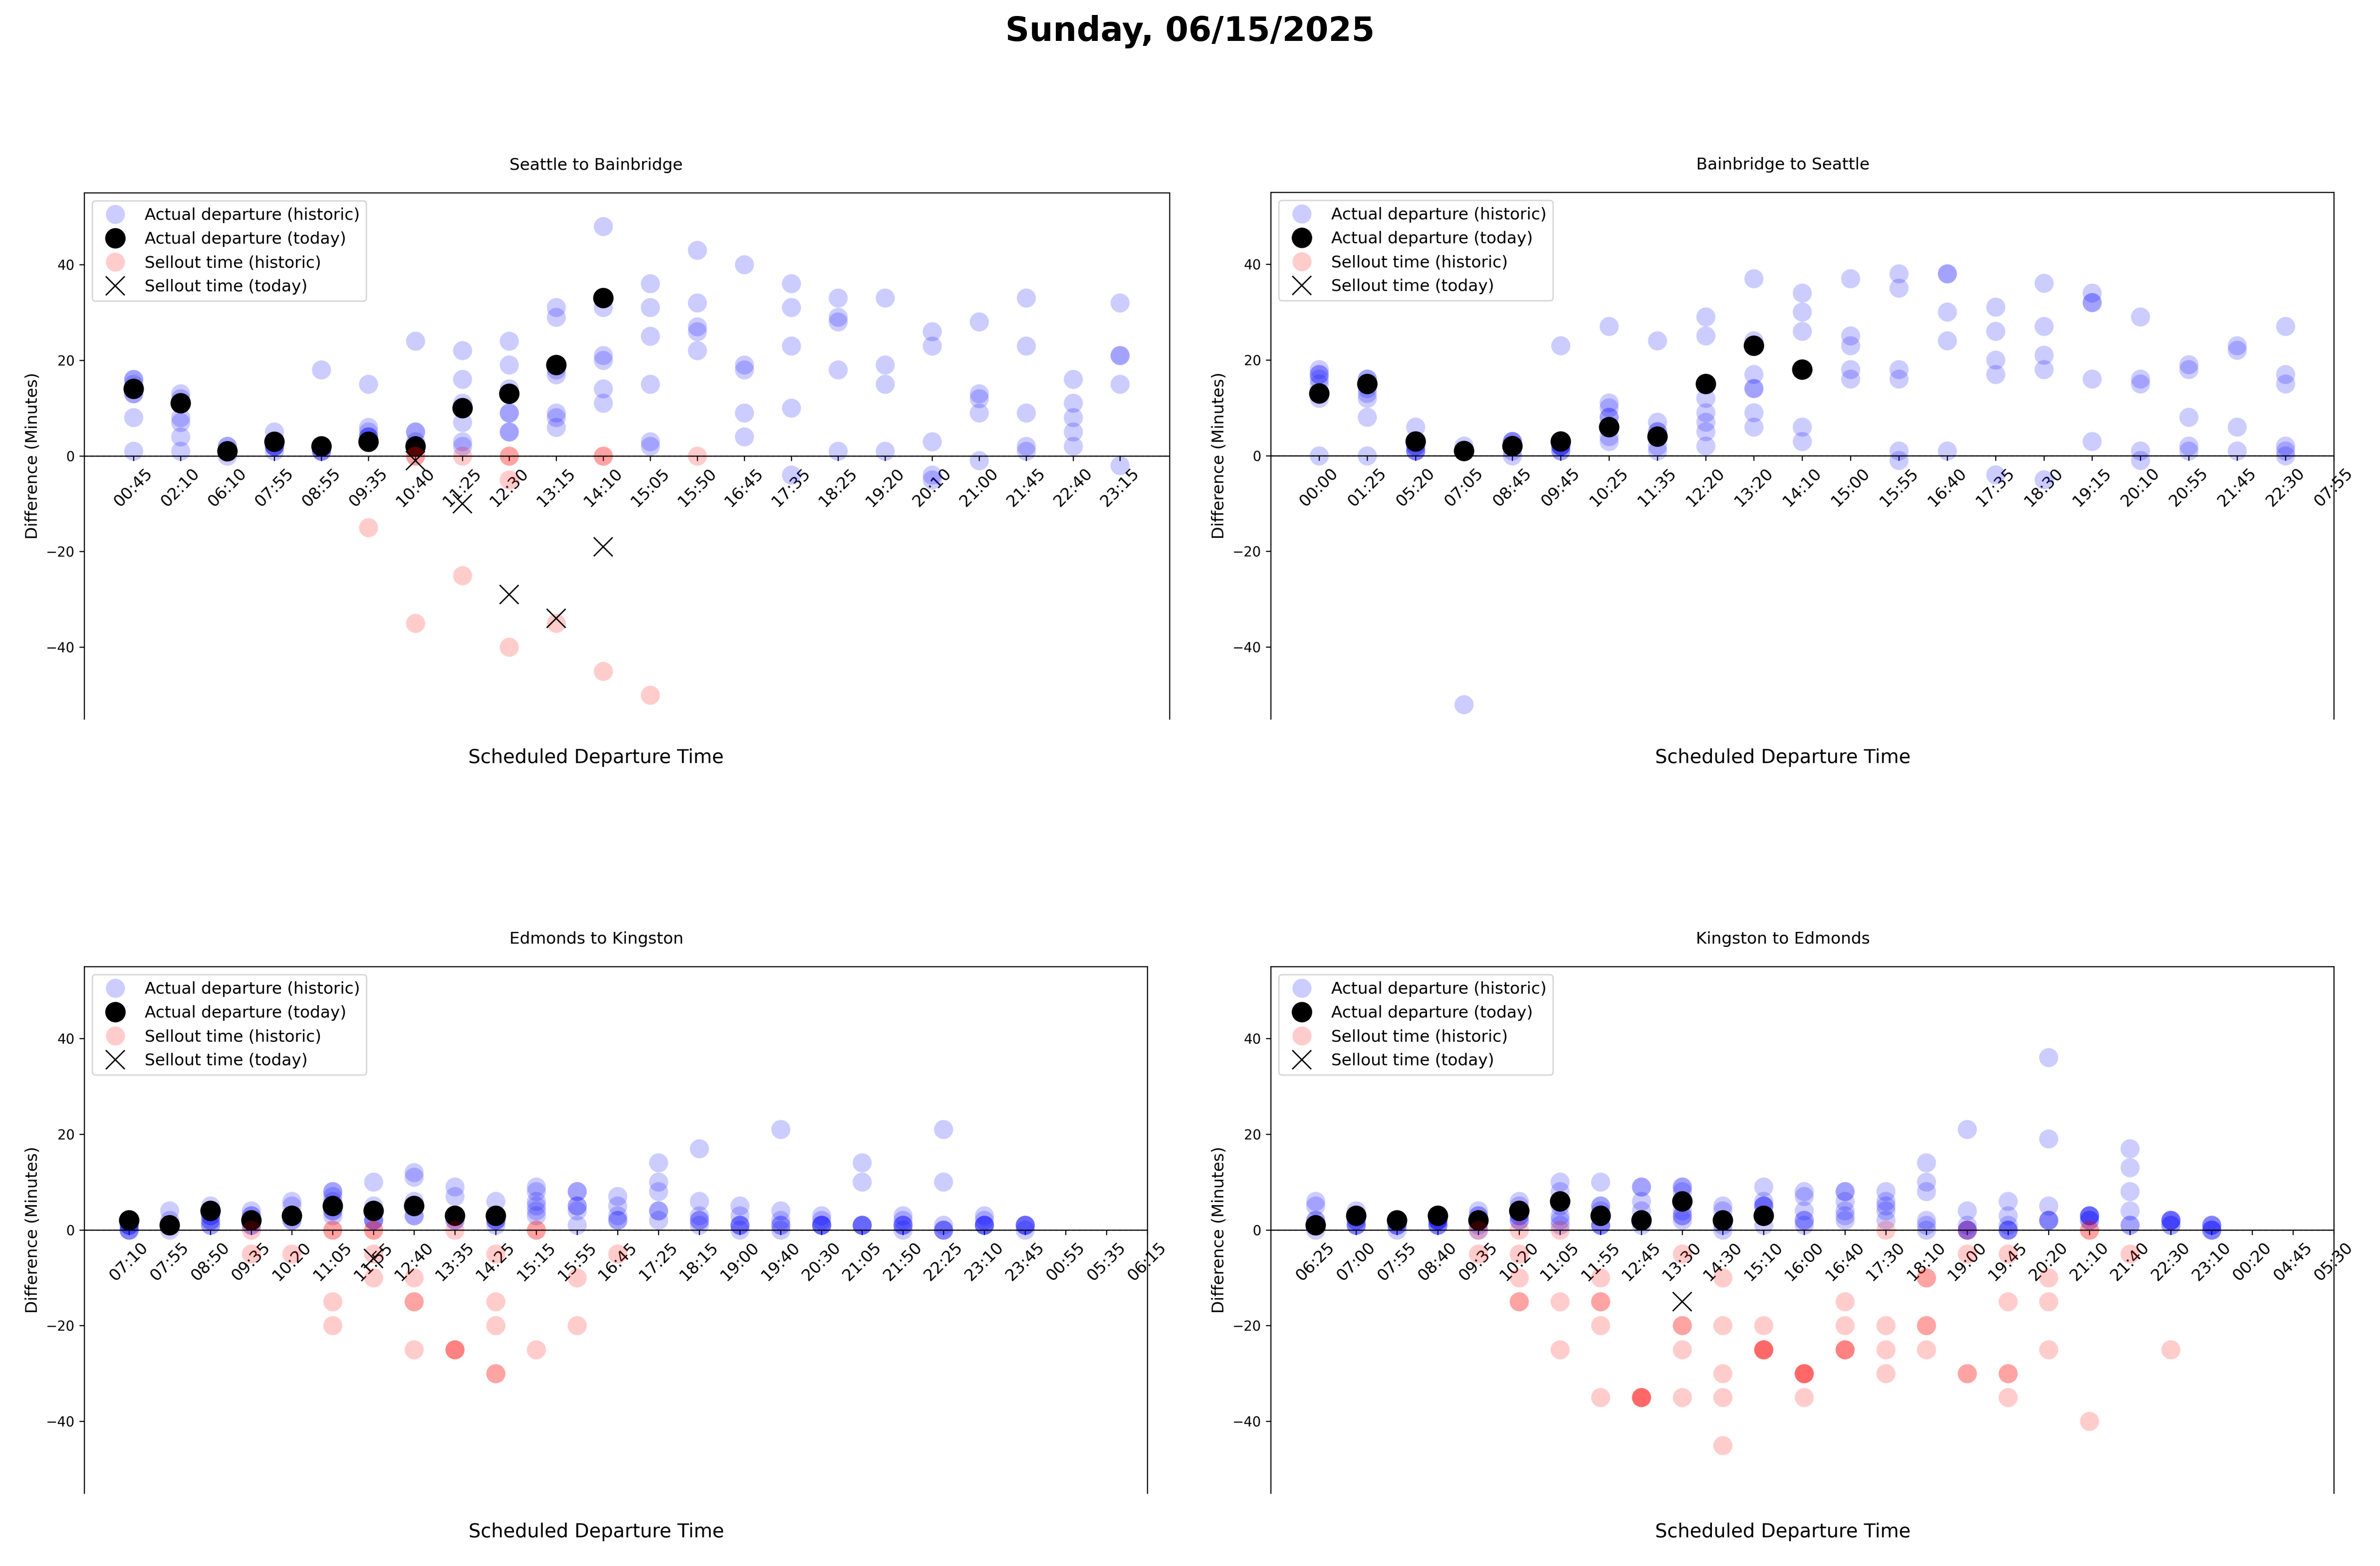 Sunday, 06/15/2025
Seattle to Bainbridge
Actual departure (historic)
Actual departure (today)
Sellout time (historic)
Sellout time (today)
40
20
0
−20
−40
Difference (Minutes)
00:45 02:10 06:10 07:55 08:55 09:35 10:40 11:25 12:30 13:15 14:10 15:05 15:50 16:45 17:35 18:25 19:20 20:10 21:00 21:45 22:40 23:15
Scheduled Departure Time
Bainbridge to Seattle
Actual departure (historic)
Actual departure (today)
Sellout time (historic)
Sellout time (today)
40
20
0
−20
−40
Difference (Minutes)
00:00 01:25 05:20 07:05 08:45 09:45 10:25 11:35 12:20 13:20 14:10 15:00 15:55 16:40 17:35 18:30 19:15 20:10 20:55 21:45 22:30 07:55
Scheduled Departure Time
Edmonds to Kingston
Actual departure (historic)
Actual departure (today)
Sellout time (historic)
Sellout time (today)
40
20
0
−20
−40
Difference (Minutes)
07:10 07:55 08:50 09:35 10:20 11:05 11:55 12:40 13:35 14:25 15:15 15:55 16:45 17:25 18:15 19:00 19:40 20:30 21:05 21:50 22:25 23:10 23:45 00:55 05:35 06:15
Scheduled Departure Time
Kingston to Edmonds
Actual departure (historic)
Actual departure (today)
Sellout time (historic)
Sellout time (today)
40
20
0
−20
−40
Difference (Minutes)
06:25 07:00 07:55 08:40 09:35 10:20 11:05 11:55 12:45 13:30 14:30 15:10 16:00 16:40 17:30 18:10 19:00 19:45 20:20 21:10 21:40 22:30 23:10 00:20 04:45 05:30
Scheduled Departure Time